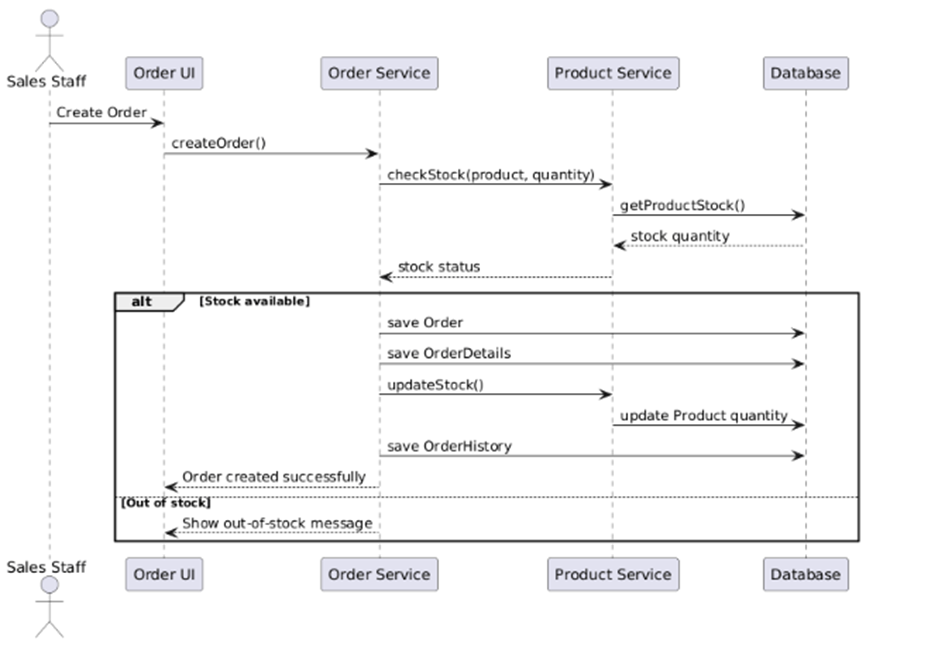 Sales Staff
Order UI
Order Service
Product Service
Database
Create Order
createOrder()
checkStock(product, quantity)
getProductStock()
stock quantity
stock status
alt [Stock available]
save Order
save OrderDetails
updateStock()
update Product quantity
save OrderHistory
Order created successfully
[Out of stock]
Show out-of-stock message
Sales Staff
Order UI
Order Service
Product Service
Database